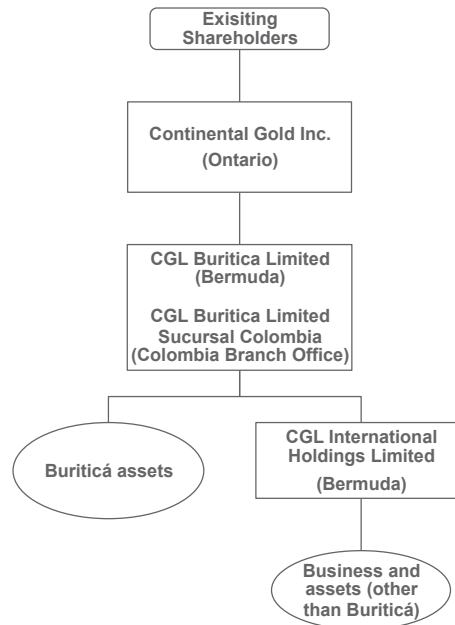 Exisiting
Shareholders
Continental Gold Inc.
(Ontario)
CGL Buritica Limited
(Bermuda)
CGL Buritica Limited
Sucursal Colombia
(Colombia Branch Office)
Buriticá assets
CGL International
Holdings Limited
(Bermuda)
Business and
assets (other
than Buriticá)